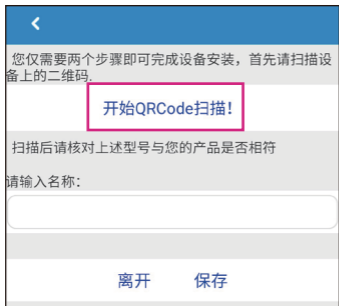 您仅需要两个步骤即可完成设备安装，首先请扫描设
备上的二维码.
开始QRCode扫描！
扫描后请核对上述型号与您的产品是否相符
请输入名称：
离开 保存